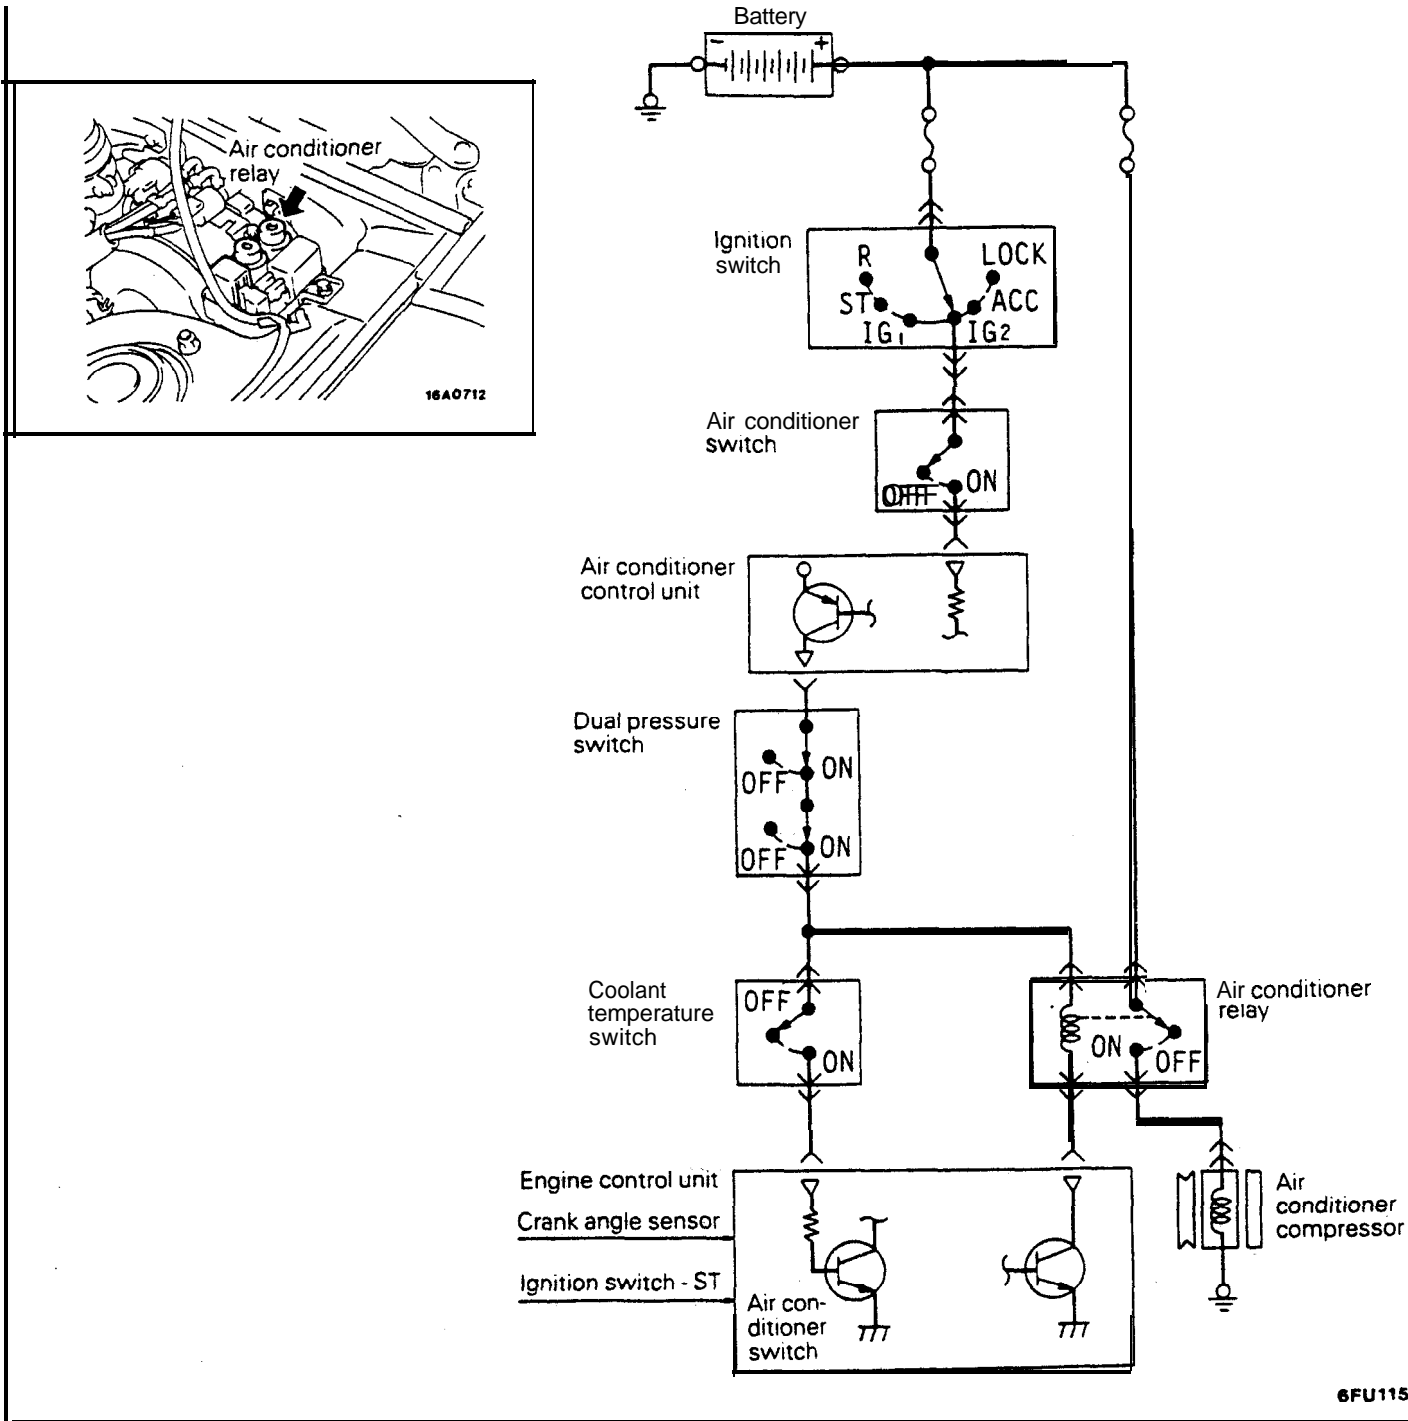 Battery
- +
Air conditioner
relay
16A0712
Ignition
switch
R
LOCK
ST
ACC
IG1
IG2
Air conditioner
switch
OFF
ON
Air conditioner
control unit
Dual pressure
switch
OFF
ON
OFF
ON
Coolant
temperature
switch
OFF
ON
Air conditioner
relay
ON
OFF
Engine control unit
Crank angle sensor
Ignition switch - ST
Air con-
ditioner
switch
Air
conditioner
compressor
6FU115